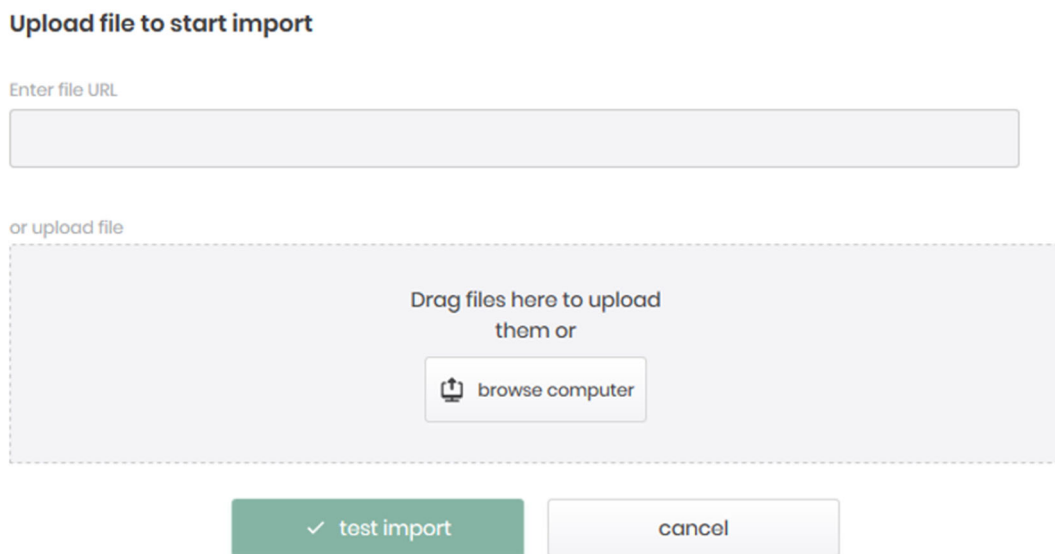 Upload file to start import
Enter file URL
or upload file
Drag files here to upload
them or
browse computer
test import
cancel